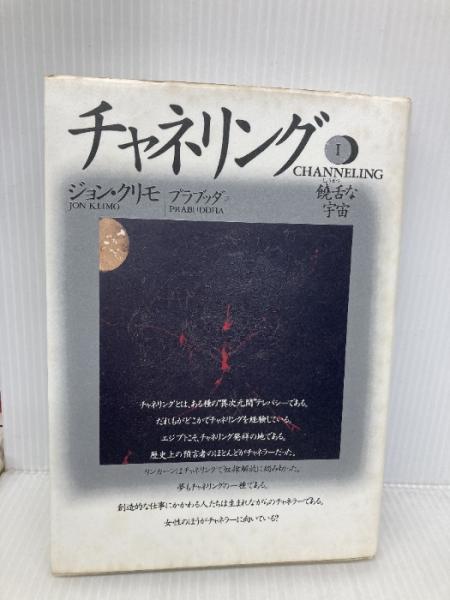 チャネリング
I
CHANNELING
ジョン・クリモ
JON KLIMO
プラブッダ 訳
PRABUDDHA
じょうぜつ
饒舌な
宇宙
チャネリングとは、ある種の"異次元間"テレパシーである。
だれもがどこかでチャネリングを経験している。
エジプトこそ、チャネリング発祥の地である。
歴史上の預言者のほとんどがチャネラーだった。
リンカーンはチャネリングで奴隷解放に踏みきった。
夢もチャネリングの一種である。
創造的な仕事にかかわる人たちは生まれながらのチャネラーである。
女性のほうがチャネラーに向いている?